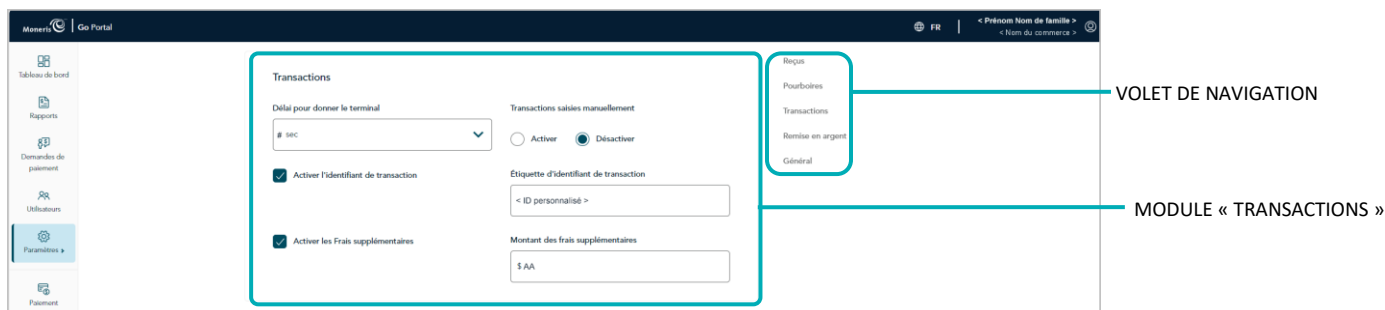 Moneris Go Portal
FR
< Prénom Nom de famille >
< Nom du commerce >
Tableau de bord
Rapports
Demandes de
paiement
Utilisateurs
Paramètres
Paiement
Transactions
Délai pour donner le terminal
# sec
Transactions saisies manuellement
Activer Désactiver
Activer l'identifiant de transaction
Étiquette d'identifiant de transaction
< ID personnalisé >
Activer les Frais supplémentaires
Montant des frais supplémentaires
$ AA
Reçus
Pourboires
Transactions
Remise en argent
Général
VOLET DE NAVIGATION
MODULE « TRANSACTIONS »